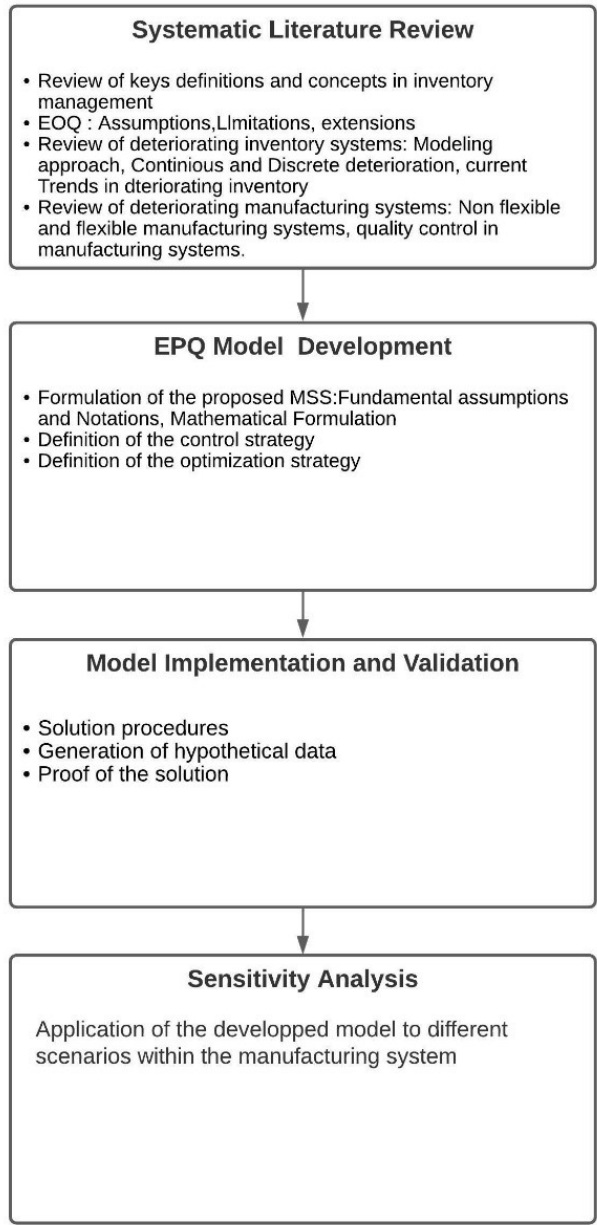 Systematic Literature Review
• Review of keys definitions and concepts in inventory
management
• EOQ : Assumptions,LImitations, extensions
• Review of deteriorating inventory systems: Modeling
approach, Continious and Discrete deterioration, current
Trends in dteriorating inventory
• Review of deteriorating manufacturing systems: Non flexible
and flexible manufacturing systems, quality control in
manufacturing systems.
EPQ Model Development
• Formulation of the proposed MSS:Fundamental assumptions
and Notations, Mathematical Formulation
• Definition of the control strategy
• Definition of the optimization strategy
Model Implementation and Validation
• Solution procedures
• Generation of hypothetical data
• Proof of the solution
Sensitivity Analysis
Application of the developped model to different
scenarios within the manufacturing system